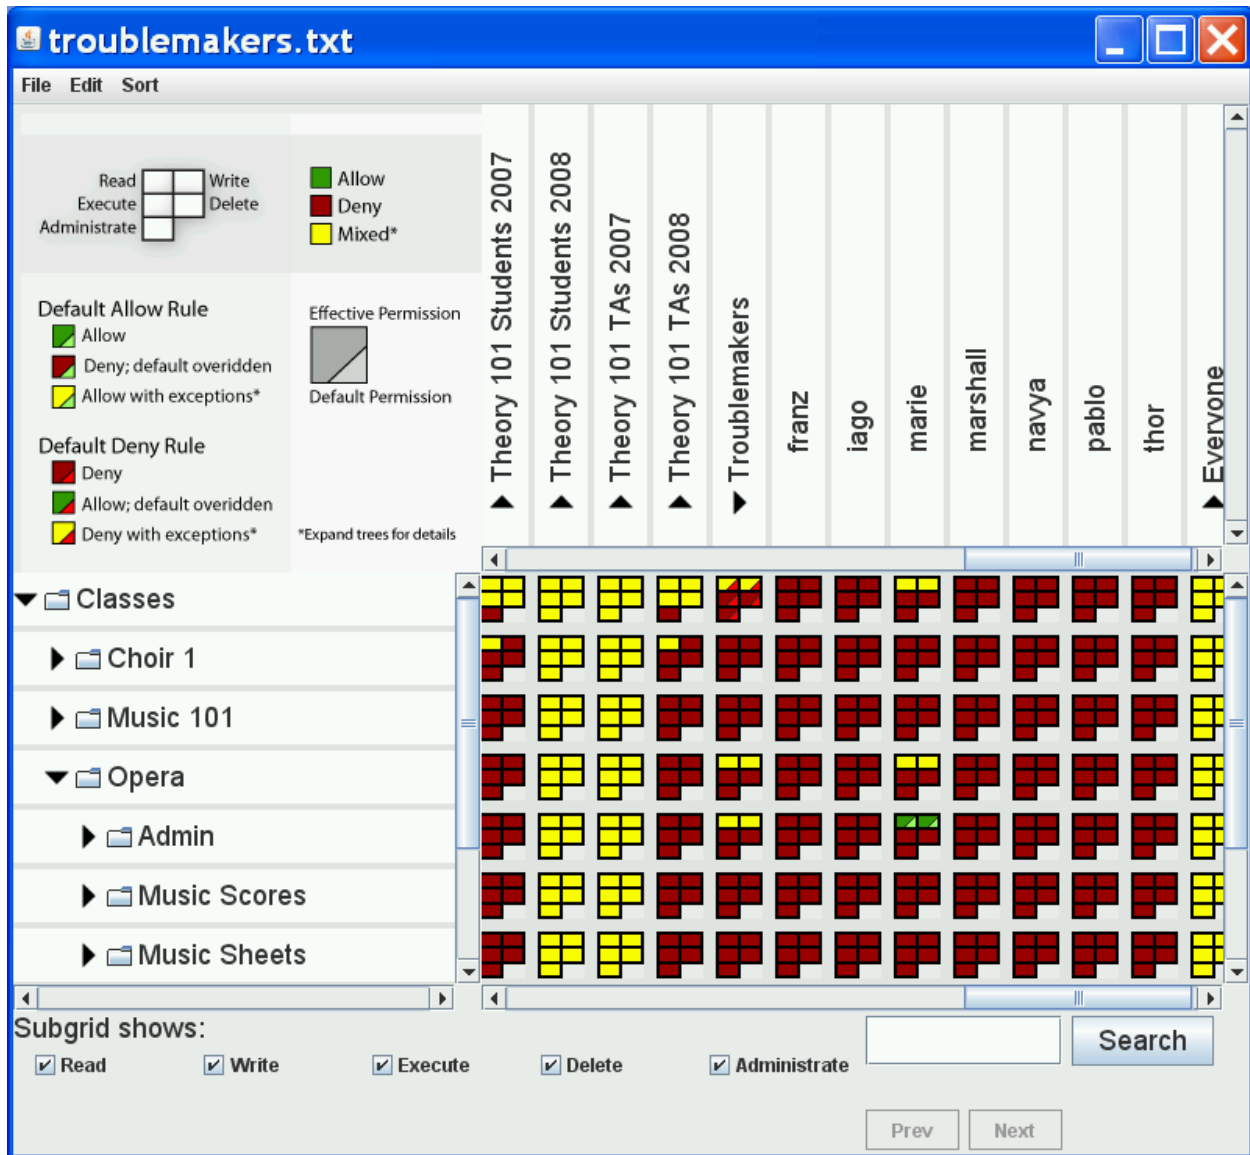 troublemakers.txt
File Edit Sort
Read Write
Execute Delete
Administrate
Allow
Deny
Mixed*
Default Allow Rule
Allow
Deny; default overidden
Allow with exceptions*
Default Deny Rule
Deny
Allow; default overidden
Deny with exceptions*
Effective Permission
Default Permission
*Expand trees for details
Theory 101 Students 2007
Theory 101 Students 2008
Theory 101 TAs 2007
Theory 101 TAs 2008
Troublemakers
franz
iago
marie
marshall
navya
pablo
thor
Everyone
Classes
Choir 1
Music 101
Opera
Admin
Music Scores
Music Sheets
Subgrid shows:
Read Write Execute Delete Administrate
Search
Prev Next